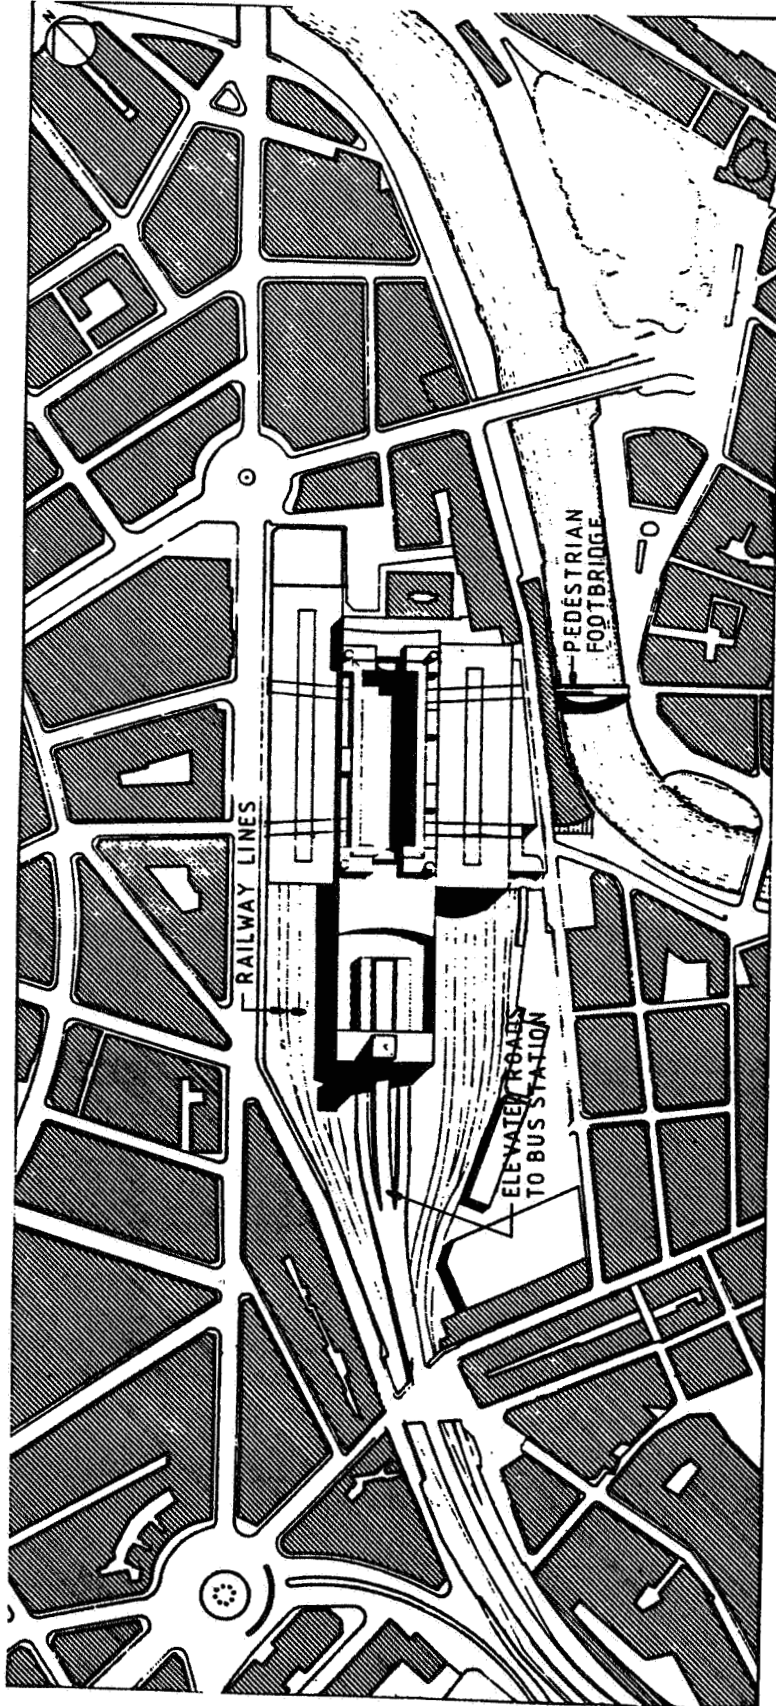 N
PEDESTRIAN
FOOTBRIDGE
RAILWAY LINES
ELEVATED ROADS
TO BUS STATION